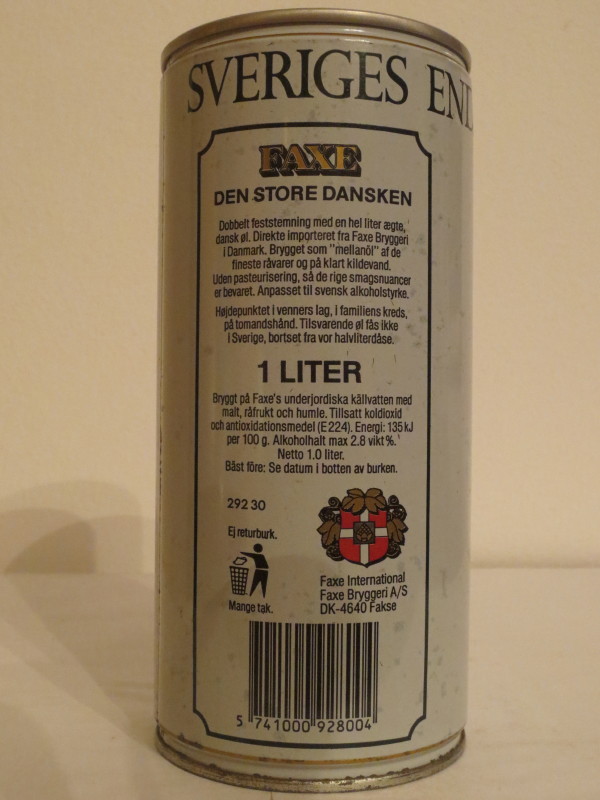 SVERIGES EN
FAXE
DEN STORE DANSKEN
Dobbelt feststemning med en hel liter ægte,
dansk øl. Direkte importeret fra Faxe Bryggeri
i Danmark. Brygget som "mellanöl" af de
fineste råvarer og på klart kildevand.
Uden pasteurisering, så de rige smagsnuancer
er bevaret. Anpasset til svensk alkoholstyrke.
Højdepunktet i venners lag, i familiens kreds,
på tomandshånd. Tilsvarende øl fås ikke
i Sverige, bortset fra vor halvliterdåse.
1 LITER
Bryggt på Faxe's underjordiska källvatten med
malt, råfrukt och humle. Tillsatt koldioxid
och antioxidationsmedel (E 224). Energi: 135 kJ
per 100 g. Alkoholhalt max 2.8 vikt%.
Netto 1.0 liter.
Bäst före: Se datum i botten av burken.
292 30
Ej returburk.
Mange tak.
Faxe International
Faxe Bryggeri A/S
DK-4640 Fakse
5 741000 928004